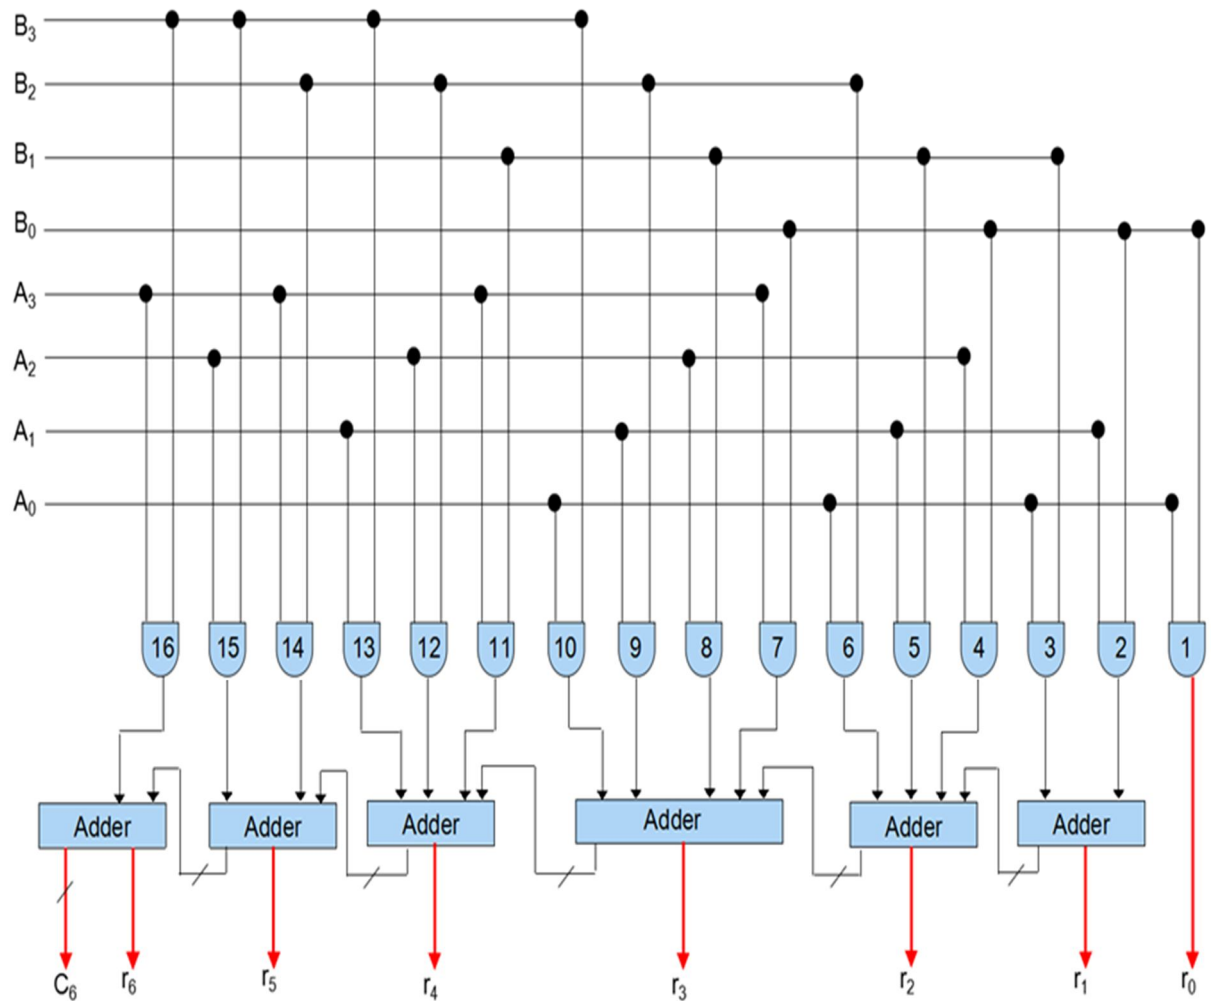 B₃
B₂
B₁
B₀
A₃
A₂
A₁
A₀
16 15 14 13 12 11 10 9 8 7 6 5 4 3 2 1
Adder Adder Adder Adder Adder Adder
C₆ r₆ r₅ r₄ r₃ r₂ r₁ r₀